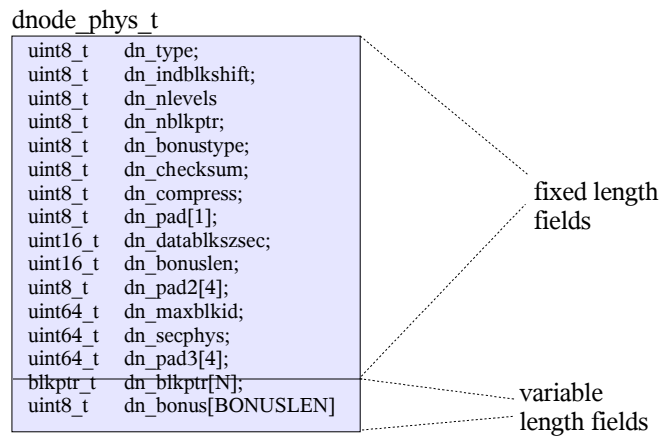 dnode_phys_t
uint8_t dn_type;
uint8_t dn_indblkshift;
uint8_t dn_nlevels
uint8_t dn_nblkptr;
uint8_t dn_bonustype;
uint8_t dn_checksum;
uint8_t dn_compress;
uint8_t dn_pad[1];
uint16_t dn_datablkszsec;
uint16_t dn_bonuslen;
uint8_t dn_pad2[4];
uint64_t dn_maxblkid;
uint64_t dn_secphys;
uint64_t dn_pad3[4];
blkptr_t dn_blkptr[N];
uint8_t dn_bonus[BONUSLEN]
fixed length
fields
variable
length fields